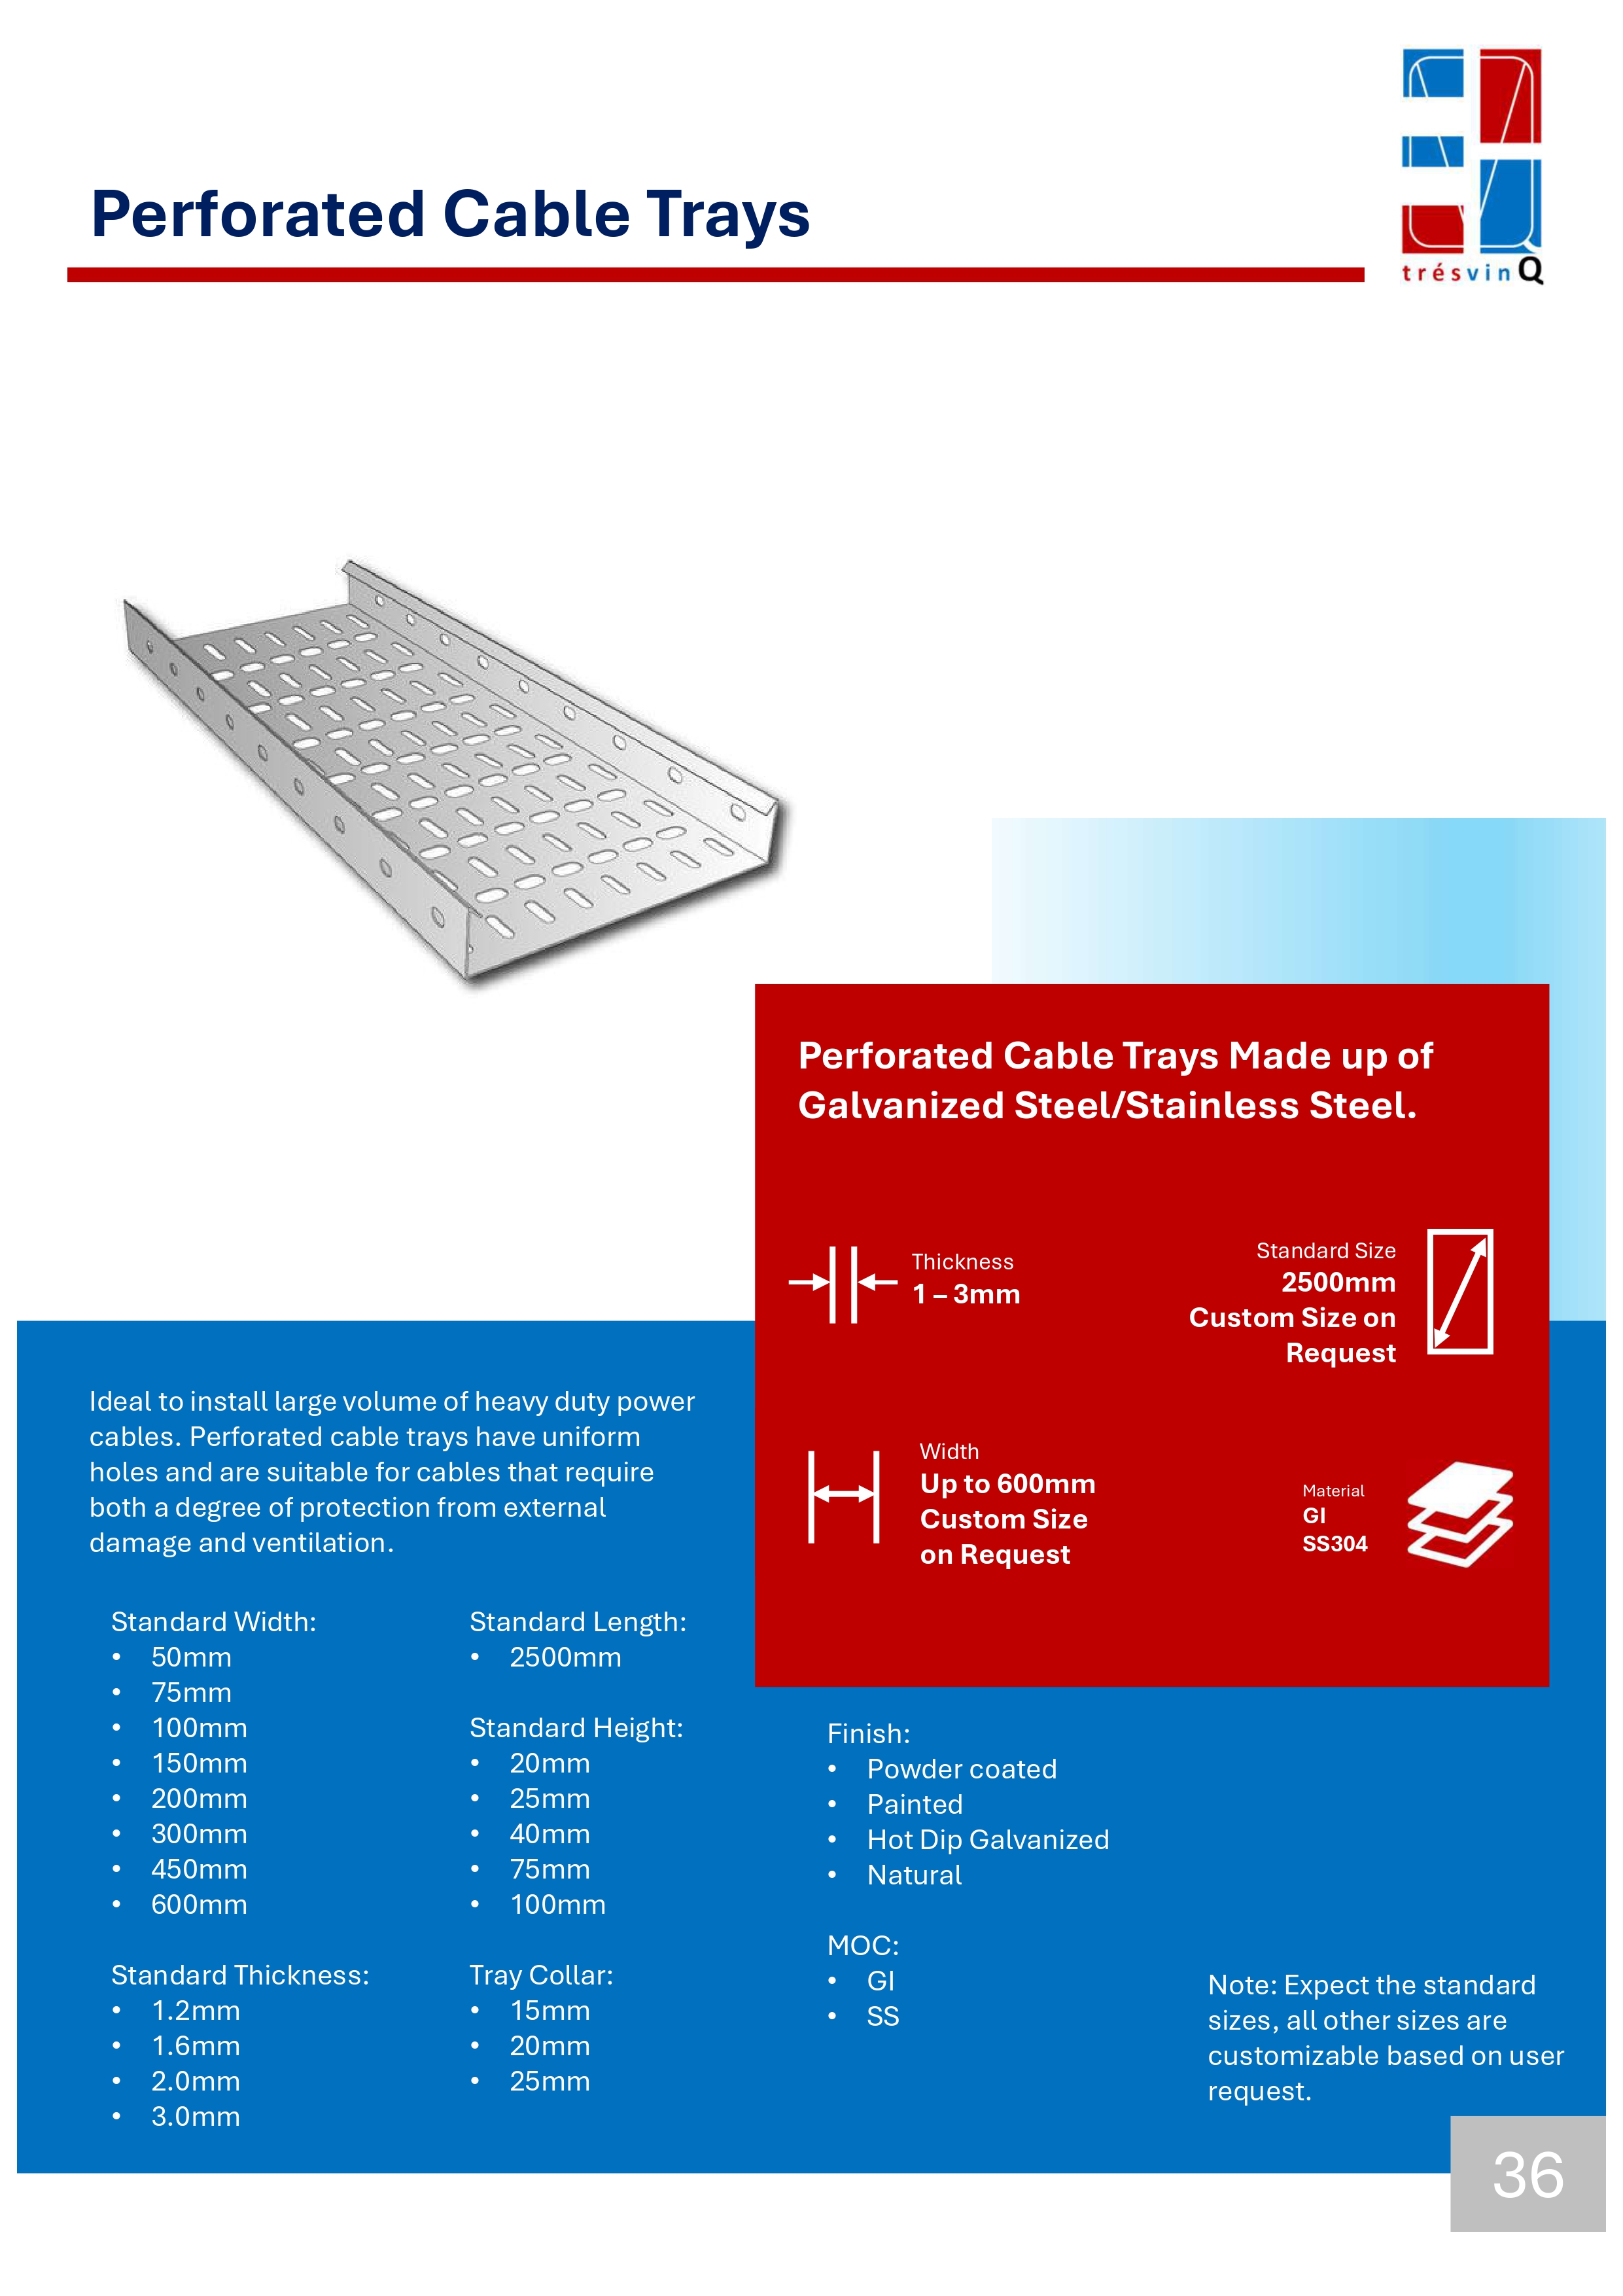 Perforated Cable Trays
trésvinQ
Perforated Cable Trays Made up of
Galvanized Steel/Stainless Steel.
Thickness
1 – 3mm
Standard Size
2500mm
Custom Size on
Request
Width
Up to 600mm
Custom Size
on Request
Material
GI
SS304
Ideal to install large volume of heavy duty power
cables. Perforated cable trays have uniform
holes and are suitable for cables that require
both a degree of protection from external
damage and ventilation.
Standard Width:
• 50mm
• 75mm
• 100mm
• 150mm
• 200mm
• 300mm
• 450mm
• 600mm
Standard Thickness:
• 1.2mm
• 1.6mm
• 2.0mm
• 3.0mm
Standard Length:
• 2500mm
Standard Height:
• 20mm
• 25mm
• 40mm
• 75mm
• 100mm
Tray Collar:
• 15mm
• 20mm
• 25mm
Finish:
• Powder coated
• Painted
• Hot Dip Galvanized
• Natural
MOC:
• GI
• SS
Note: Expect the standard
sizes, all other sizes are
customizable based on user
request.
36